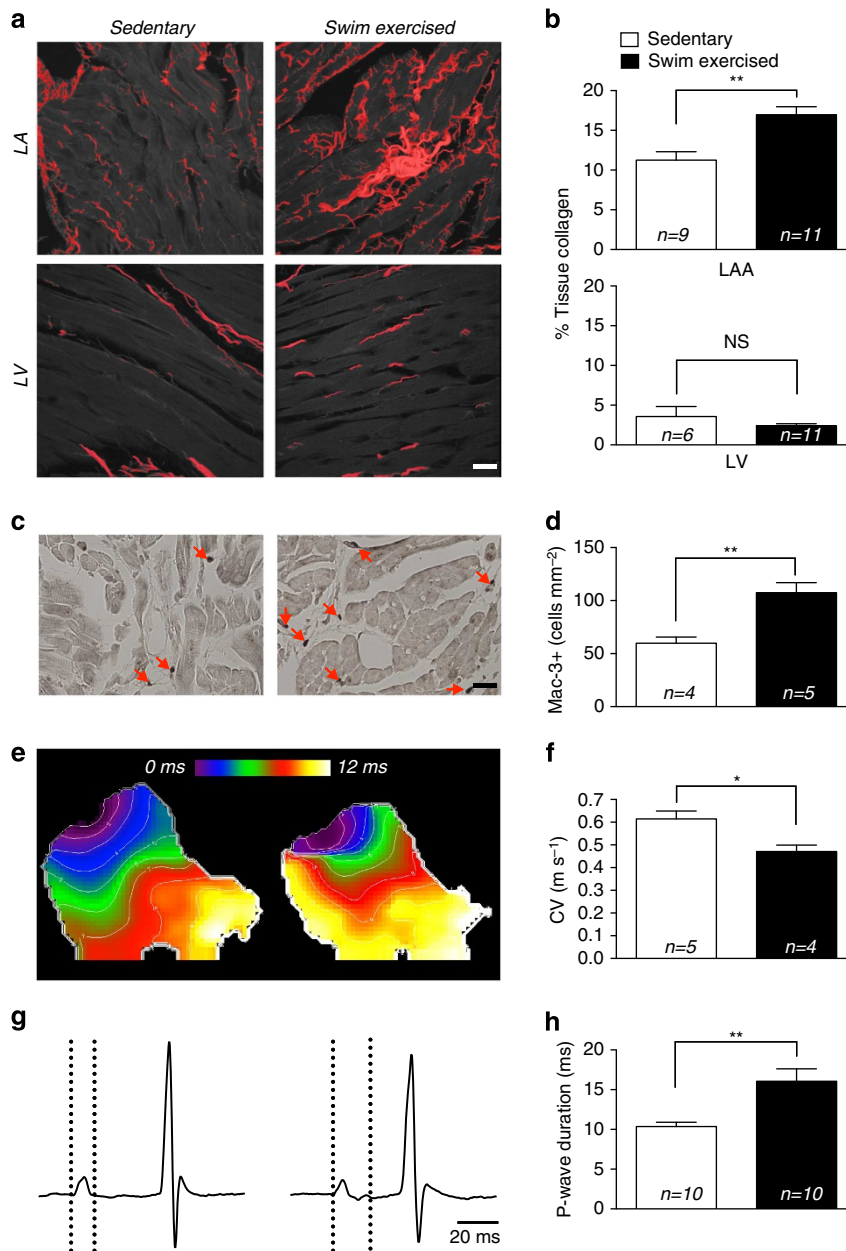 a
Sedentary
Swim exercised
LA
LV
b
Sedentary
Swim exercised
% Tissue collagen
20
15
10
5
0
**
n=9
n=11
LAA
20
15
10
5
0
NS
n=6
n=11
LV
c
d
Mac-3+ (cells mm⁻²)
150
100
50
0
**
n=4
n=5
e
0 ms
12 ms
f
CV (m s⁻¹)
0.7
0.6
0.5
0.4
0.3
0.2
0.1
0.0
*
n=5
n=4
g
20 ms
h
P-wave duration (ms)
20
15
10
5
0
**
n=10
n=10